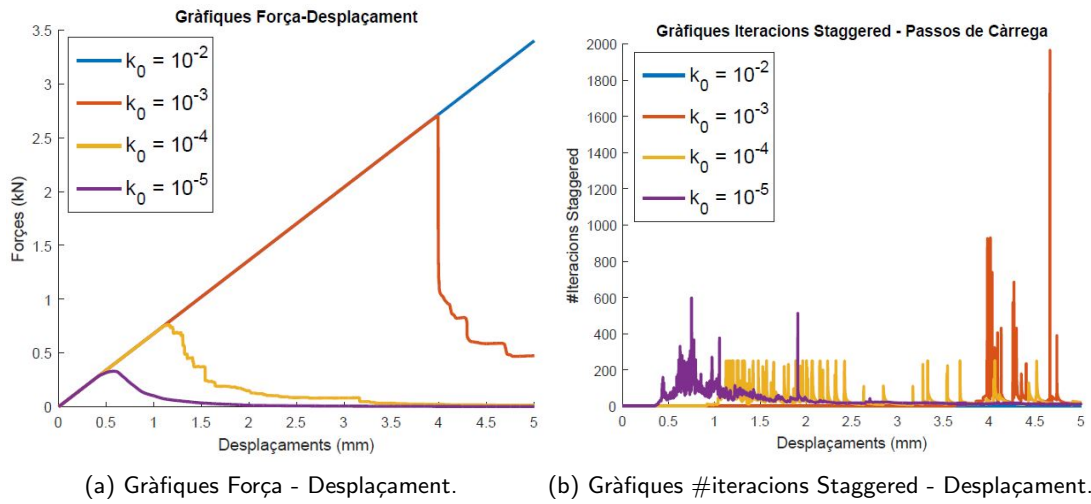 Gràfiques Força-Desplaçament
3.5
3
2.5
2
1.5
1
0.5
0
Forçes (kN)
k0 = 10-2
k0 = 10-3
k0 = 10-4
k0 = 10-5
0 0.5 1 1.5 2 2.5 3 3.5 4 4.5 5
Desplaçaments (mm)
(a) Gràfiques Força - Desplaçament.
Gràfiques Iteracions Staggered - Passos de Càrrega
2000
1800
1600
1400
1200
1000
800
600
400
200
0
#Iteracions Staggered
k0 = 10-2
k0 = 10-3
k0 = 10-4
k0 = 10-5
0 0.5 1 1.5 2 2.5 3 3.5 4 4.5 5
Desplaçaments (mm)
(b) Gràfiques #iteracions Staggered - Desplaçament.